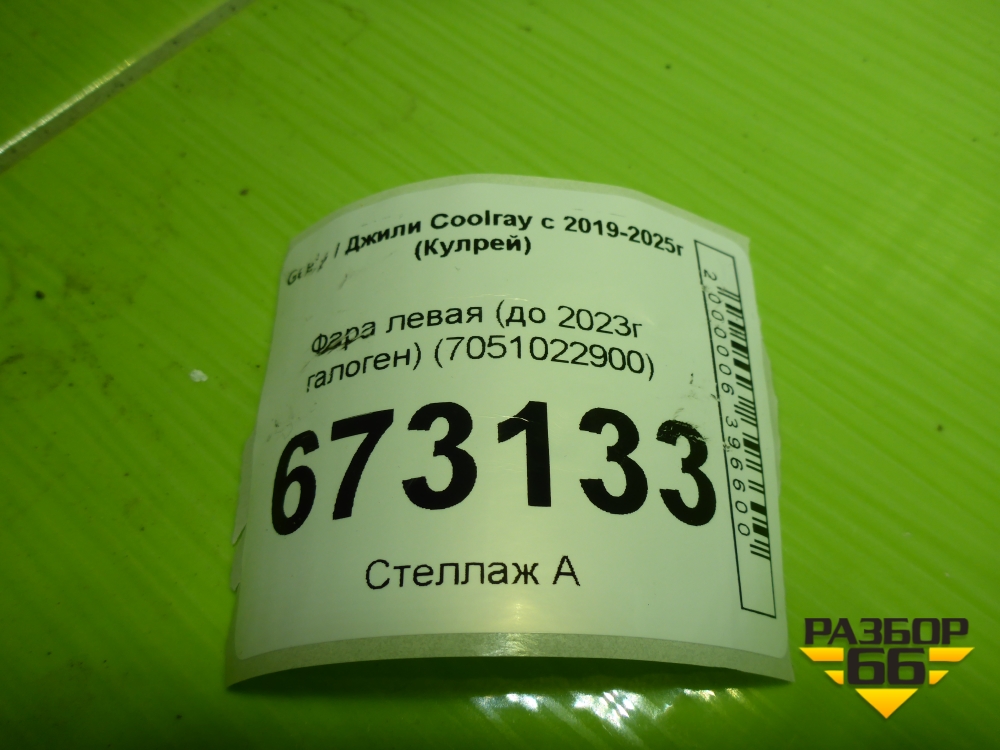 Geely / Джили Coolray с 2019-2025г
(Кулрей)
Фара левая (до 2023г
галоген) (7051022900)
673133
Стеллаж А
2000006396600
РАЗБОР
66